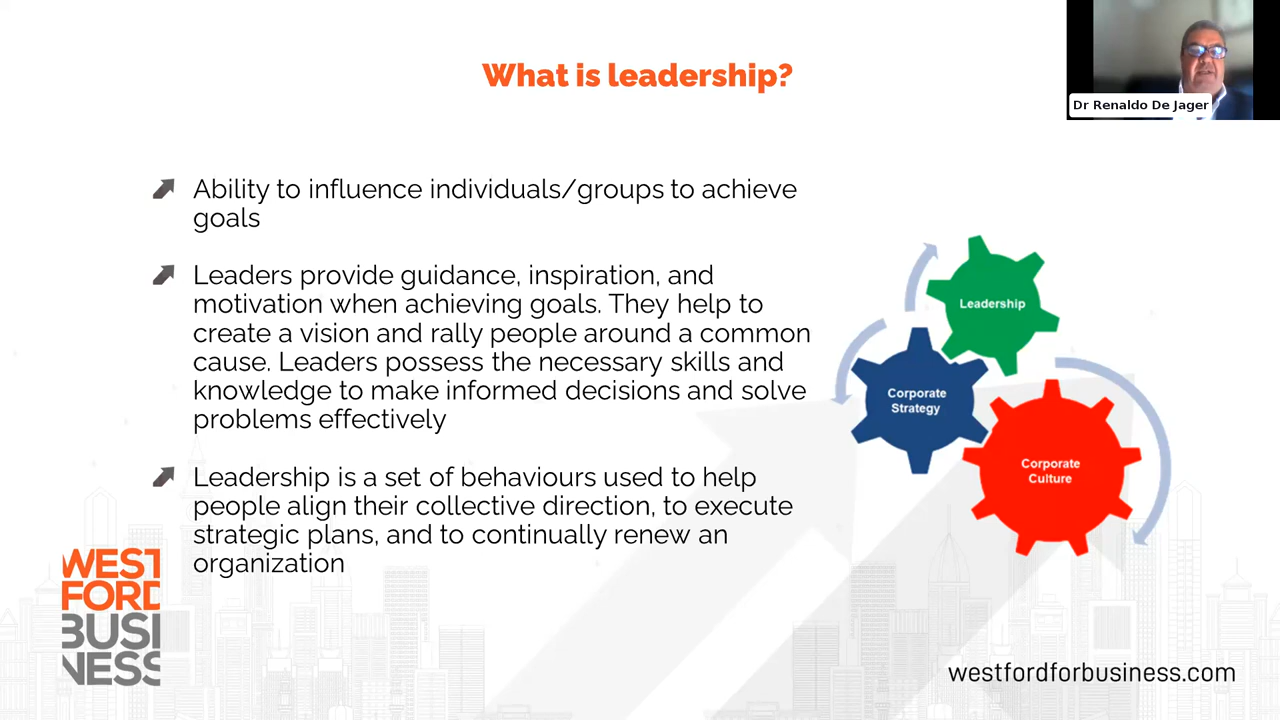 What is leadership?
Dr Renaldo De Jager
Ability to influence individuals/groups to achieve
goals
Leaders provide guidance, inspiration, and
motivation when achieving goals. They help to
create a vision and rally people around a common
cause. Leaders possess the necessary skills and
knowledge to make informed decisions and solve
problems effectively
Leadership is a set of behaviours used to help
people align their collective direction, to execute
strategic plans, and to continually renew an
organization
Leadership
Corporate
Strategy
Corporate
Culture
WEST
FORD
BUSI
NESS
westfordforbusiness.com